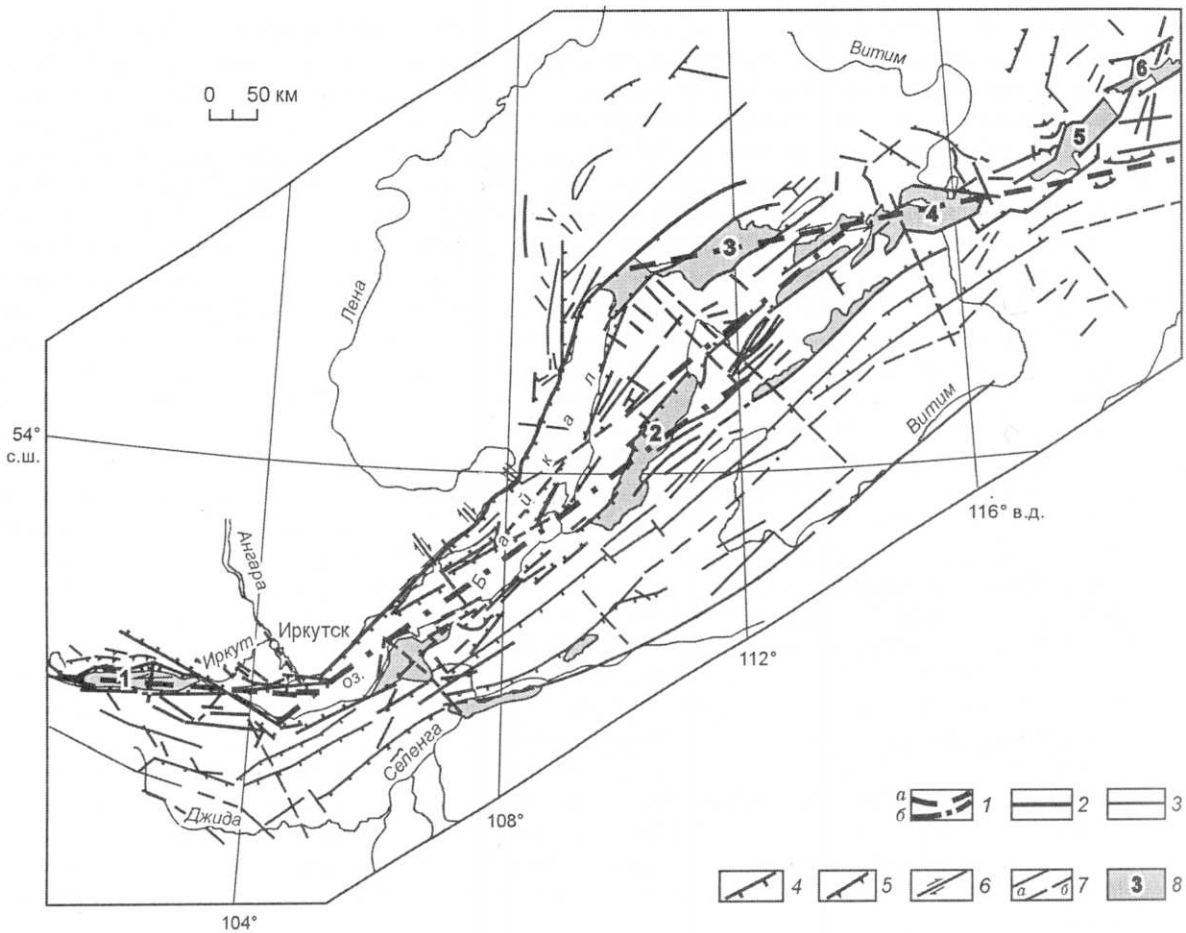 0 50 км
Витим
6
5
4
3
Лена
2
54°
с.ш.
Витим
116° в.д.
Ангара
Иркутск
Иркут
1
оз. Байкал
112°
Селенга
Джида
108°
104°
а
б
1
2
3
4
5
6
а б 7
3 8